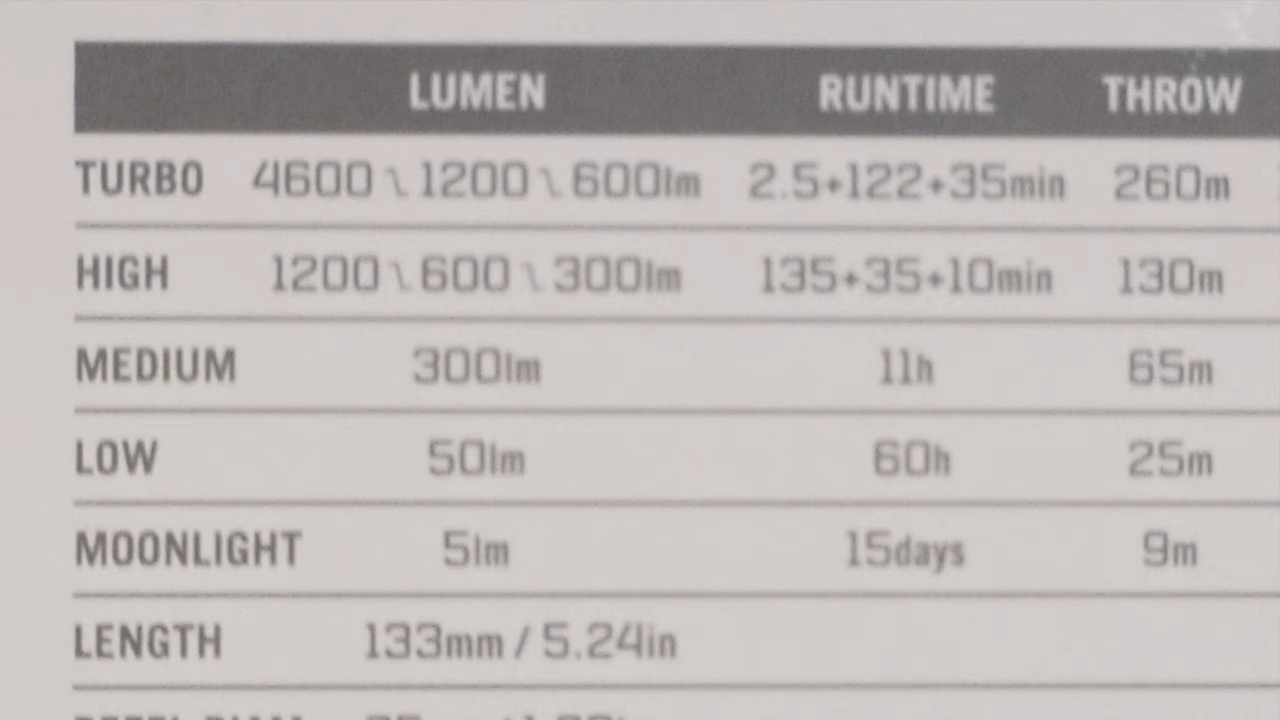 LUMEN RUNTIME THROW
TURBO 4600 \ 1200 \ 600lm 2.5+122+35min 260m
HIGH 1200 \ 600 \ 300lm 135+35+10min 130m
MEDIUM 300lm 11h 65m
LOW 50lm 60h 25m
MOONLIGHT 5lm 15days 9m
LENGTH 133mm / 5.24in